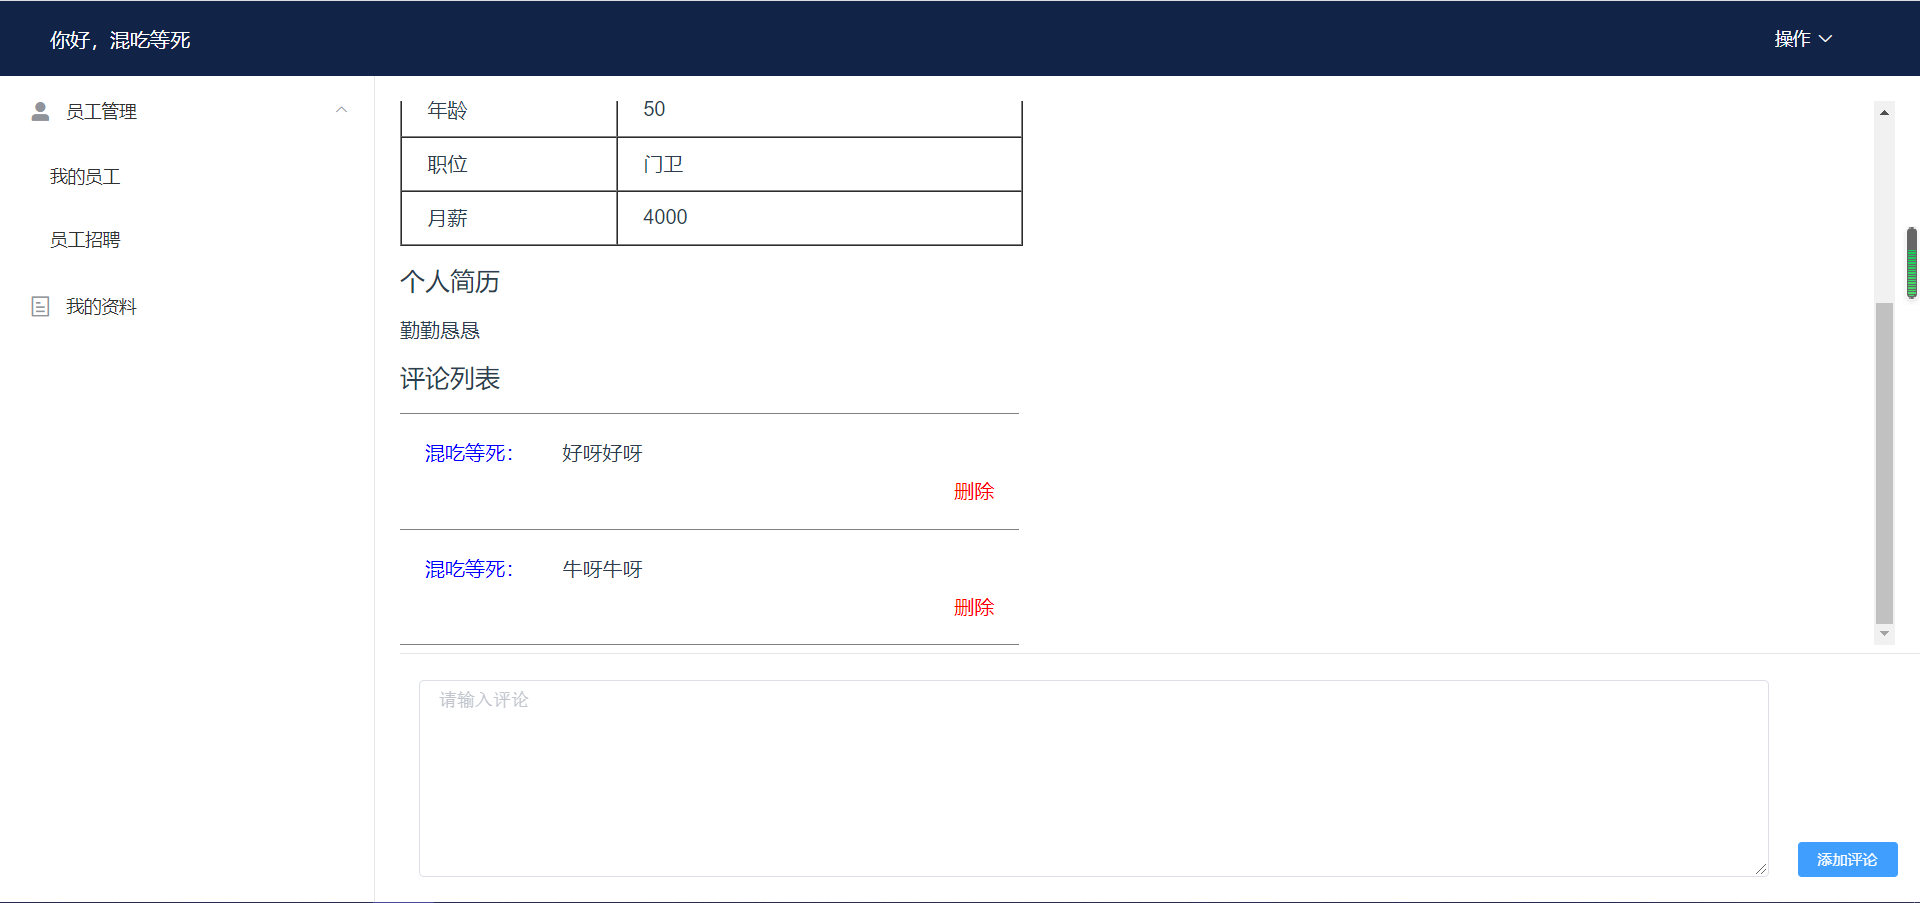 你好，混吃等死
操作
员工管理
我的员工
员工招聘
我的资料
年龄 50
职位 门卫
月薪 4000
个人简历
勤勤恳恳
评论列表
混吃等死： 好呀好呀
删除
混吃等死： 牛呀牛呀
删除
请输入评论
添加评论